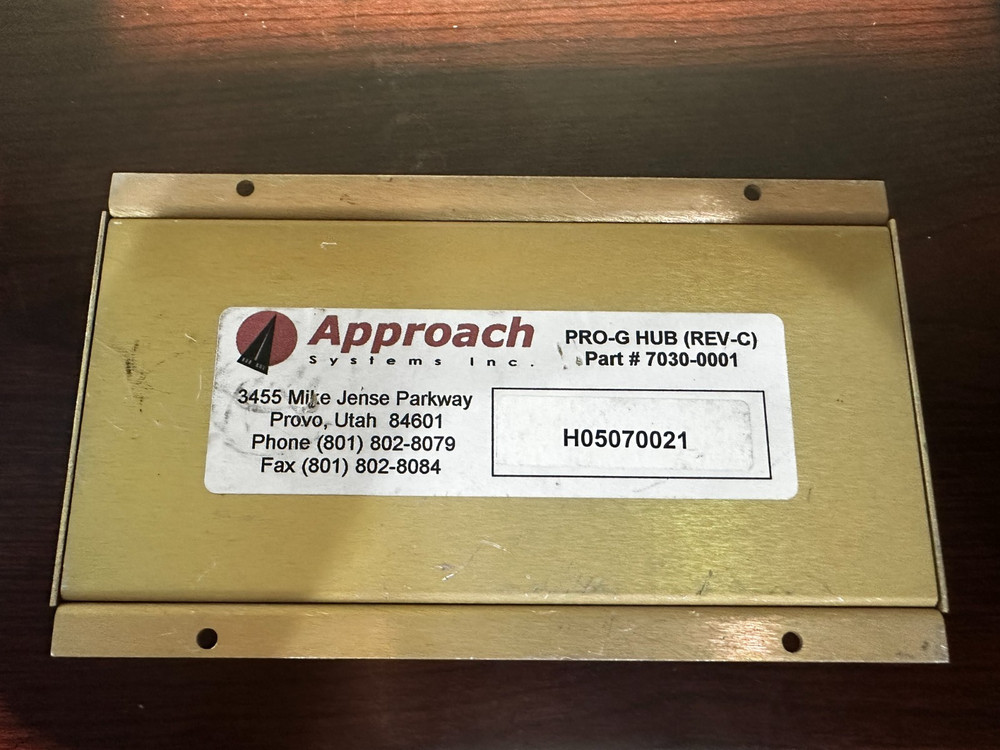 Approach
Systems Inc.
PRO-G HUB (REV-C)
Part # 7030-0001
3455 Mike Jense Parkway
Provo, Utah 84601
Phone (801) 802-8079
Fax (801) 802-8084
H05070021